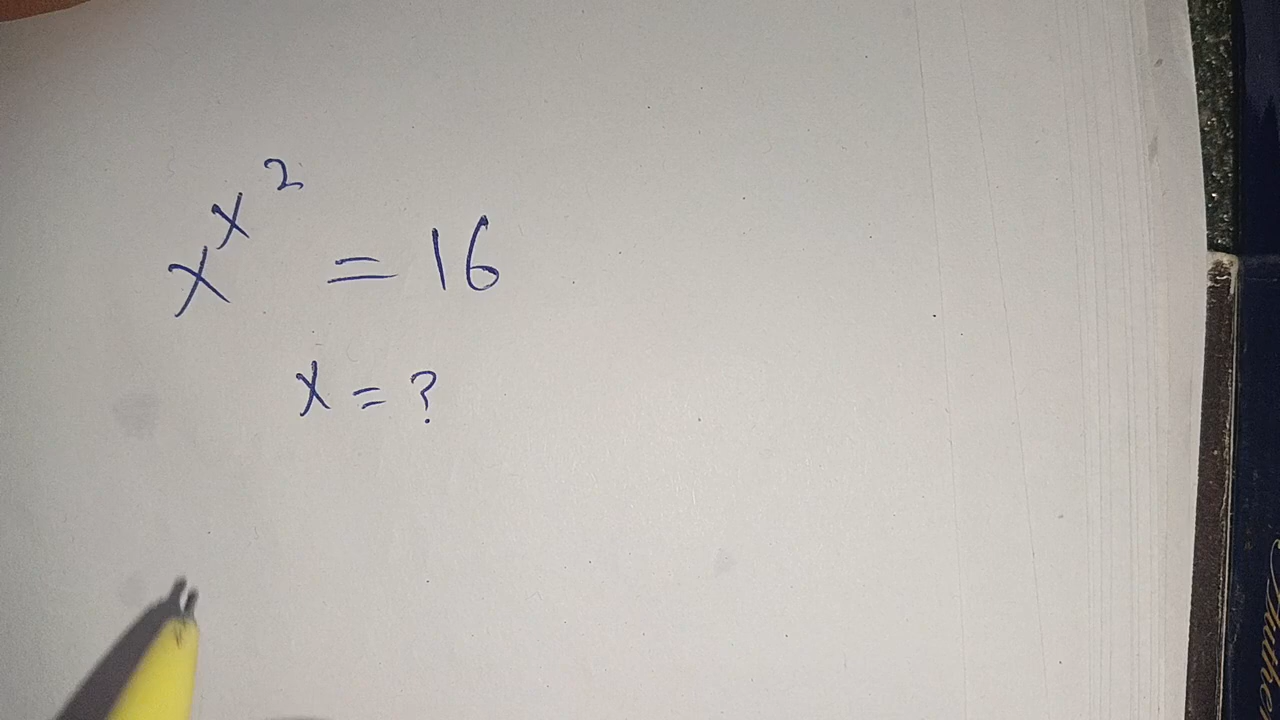 x^x^2 = 16
x = ?